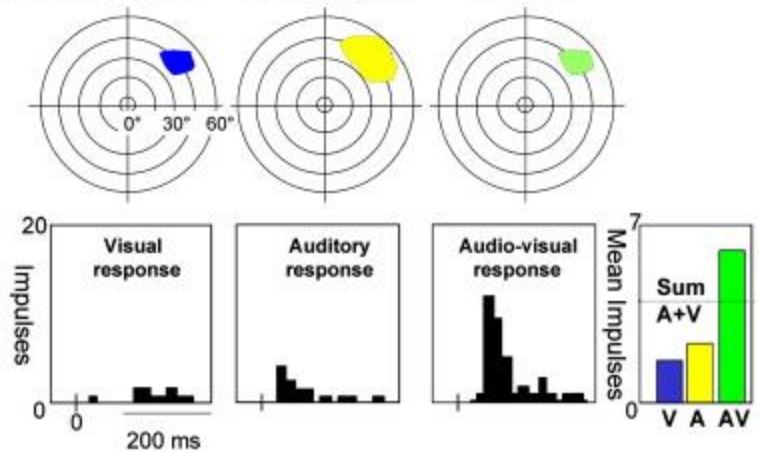 0° 30° 60°
20
Impulses
0
Visual
response
0
200 ms
Auditory
response
Audio-visual
response
7
Mean Impulses
0
Sum
A+V
V A AV